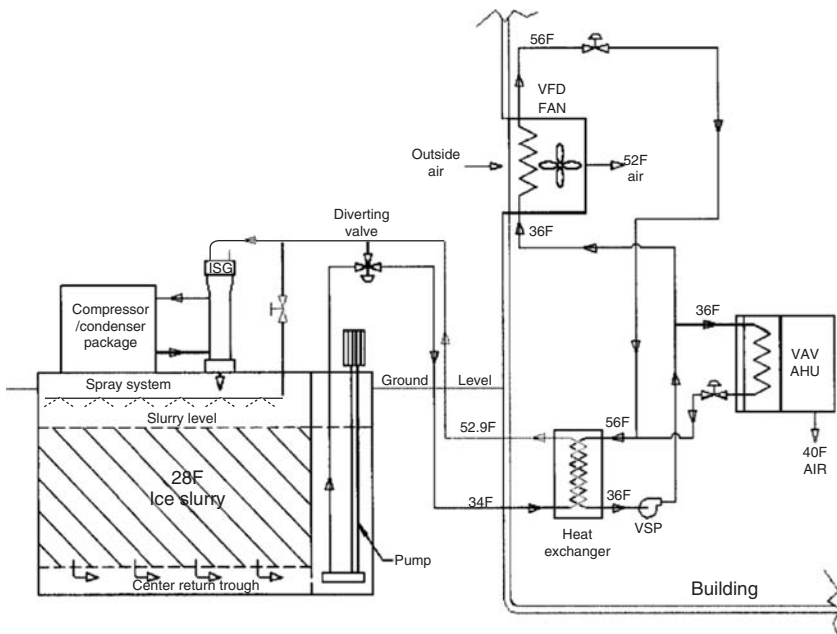 56F
VFD
FAN
Outside
air
52F
air
36F
Diverting
valve
ISG
Compressor
/condenser
package
36F
VAV
AHU
Spray system
Ground Level
Slurry level
52.9F
56F
40F
AIR
28F
Ice slurry
34F
36F
VSP
Pump
Heat
exchanger
Center return trough
Building